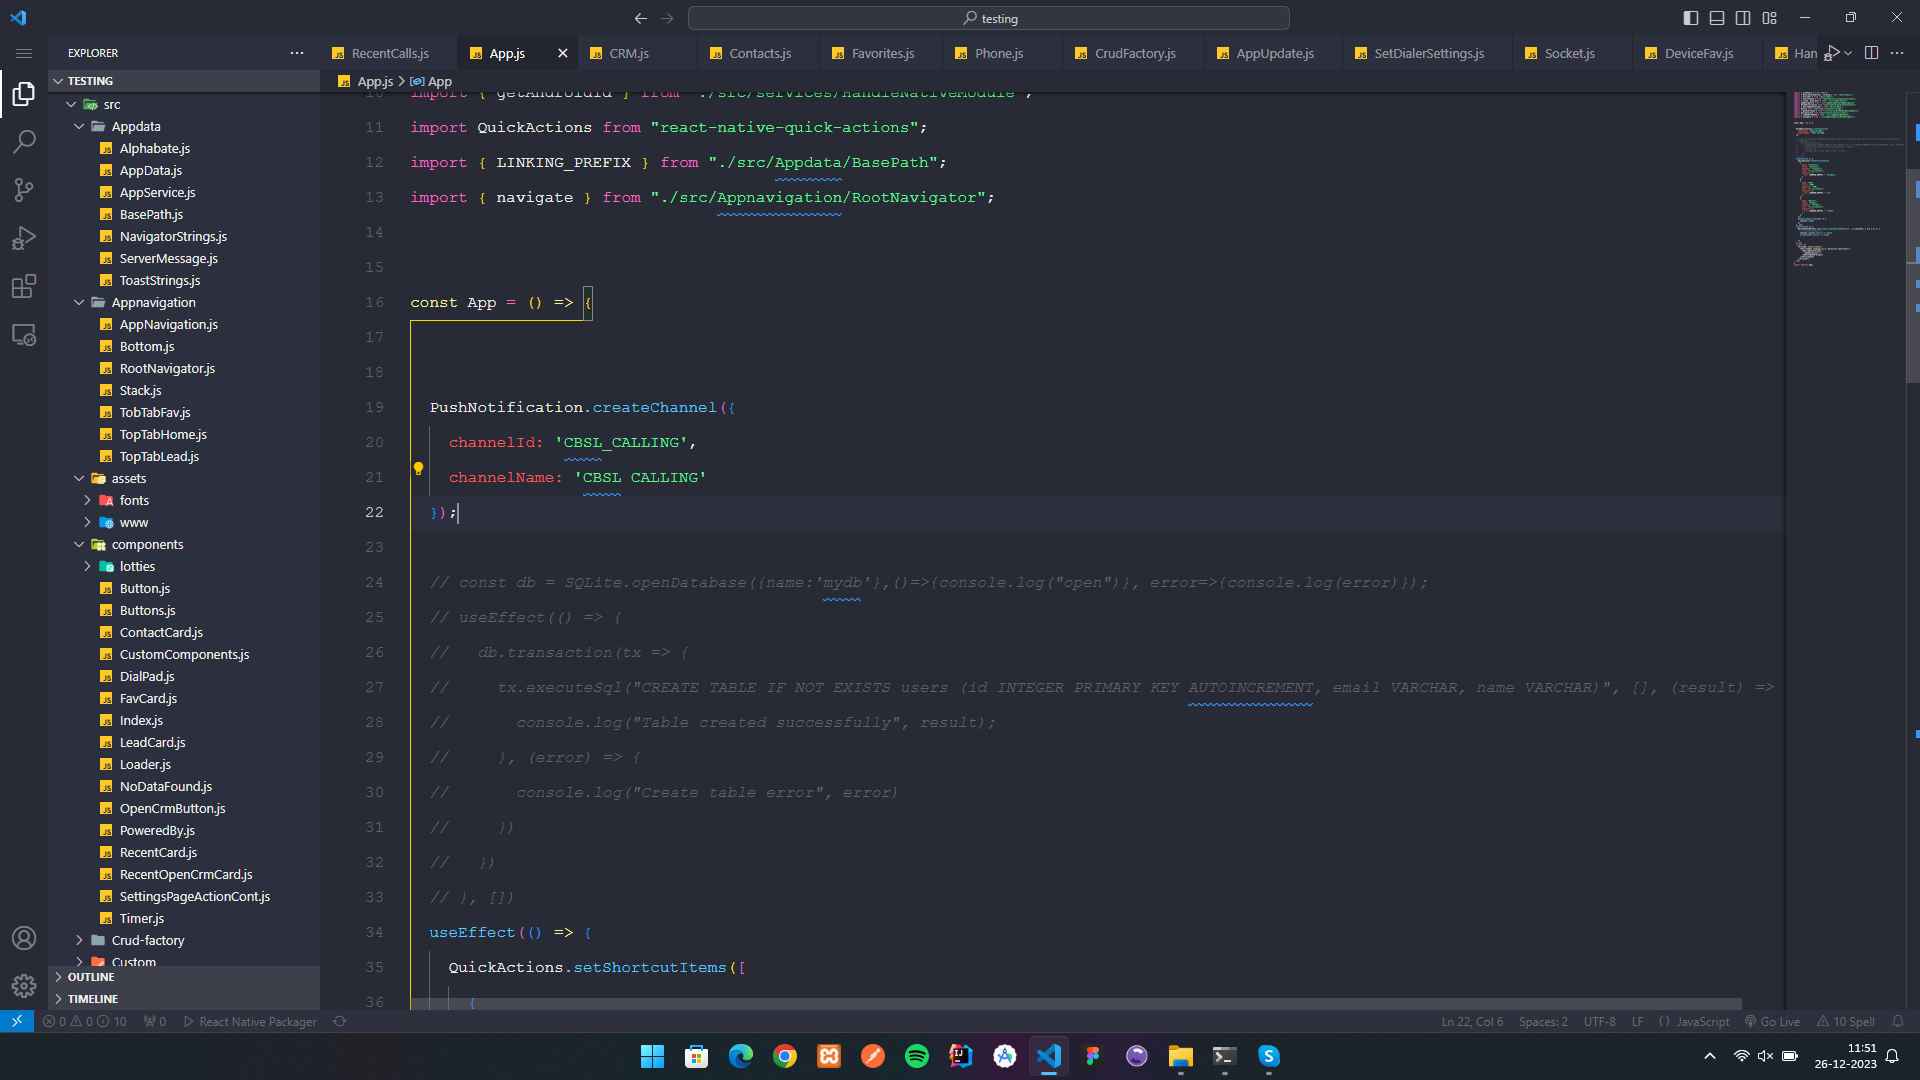 testing
EXPLORER
RecentCalls.js
App.js
CRM.js
Contacts.js
Favorites.js
Phone.js
CrudFactory.js
AppUpdate.js
SetDialerSettings.js
Socket.js
DeviceFav.js
Han
TESTING
src
Appdata
Alphabate.js
AppData.js
AppService.js
BasePath.js
NavigatorStrings.js
ServerMessage.js
ToastStrings.js
Appnavigation
AppNavigation.js
Bottom.js
RootNavigator.js
Stack.js
TobTabFav.js
TopTabHome.js
TopTabLead.js
assets
fonts
www
components
lotties
Button.js
Buttons.js
ContactCard.js
CustomComponents.js
DialPad.js
FavCard.js
Index.js
LeadCard.js
Loader.js
NoDataFound.js
OpenCrmButton.js
PoweredBy.js
RecentCard.js
RecentOpenCrmCard.js
SettingsPageActionCont.js
Timer.js
Crud-factory
Custom
OUTLINE
TIMELINE
App.js > App
10 import { getAndroidId } from "./src/services/HandleNativeModule";
11 import QuickActions from "react-native-quick-actions";
12 import { LINKING_PREFIX } from "./src/Appdata/BasePath";
13 import { navigate } from "./src/Appnavigation/RootNavigator";
14
15
16 const App = () => {
17
18
19 PushNotification.createChannel({
20 channelId: 'CBSL_CALLING',
21 channelName: 'CBSL CALLING'
22 });
23
24 // const db = SQLite.openDatabase({name:'mydb'},()=>{console.log("open")}, error=>{console.log(error)});
25 // useEffect(() => {
26 // db.transaction(tx => {
27 // tx.executeSql("CREATE TABLE IF NOT EXISTS users (id INTEGER PRIMARY KEY AUTOINCREMENT, email VARCHAR, name VARCHAR)", [], (result) =>
28 // console.log("Table created successfully", result);
29 // }, (error) => {
30 // console.log("Create table error", error)
31 // })
32 // })
33 // }, [])
34 useEffect(() => {
35 QuickActions.setShortcutItems([
36 {
0 0 10
0
React Native Packager
Ln 22, Col 6
Spaces: 2
UTF-8
LF
{} JavaScript
Go Live
10 Spell
11:51
26-12-2023